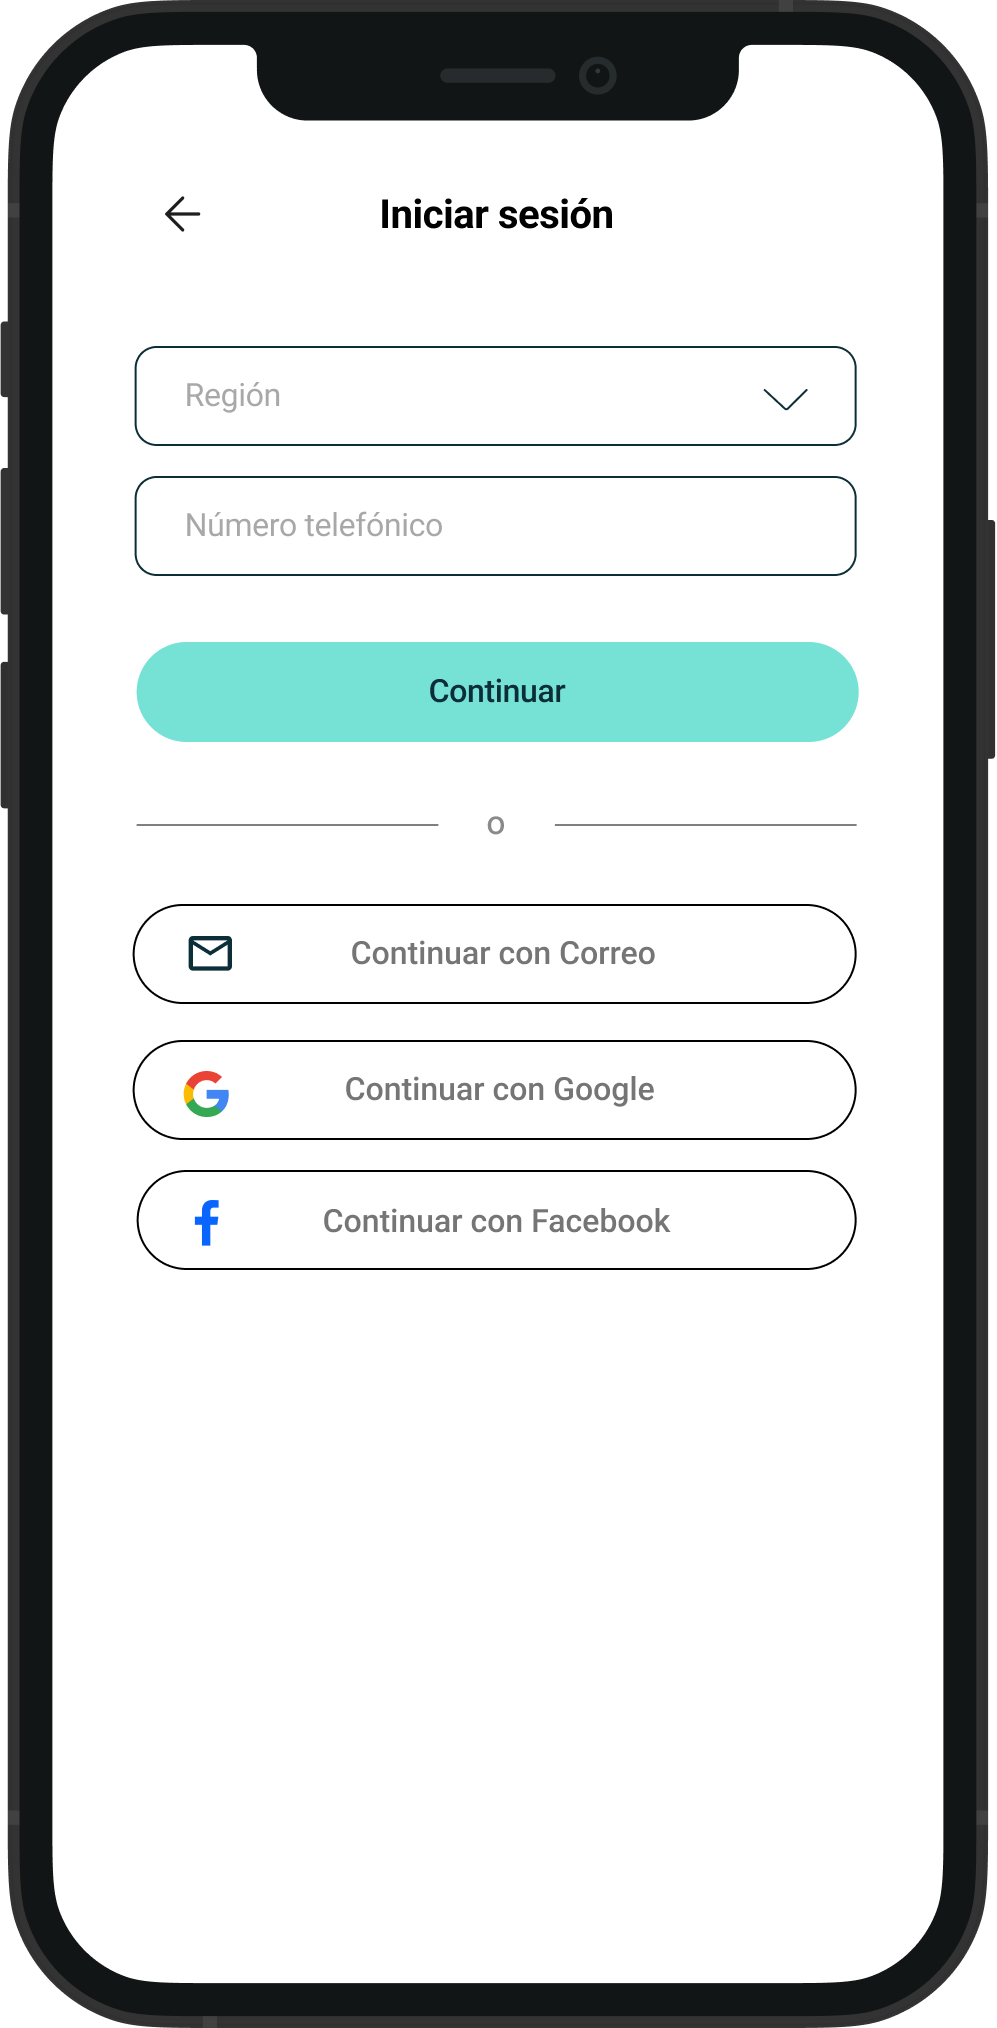 Iniciar sesión
Región
Número telefónico
Continuar
o
Continuar con Correo
Continuar con Google
Continuar con Facebook